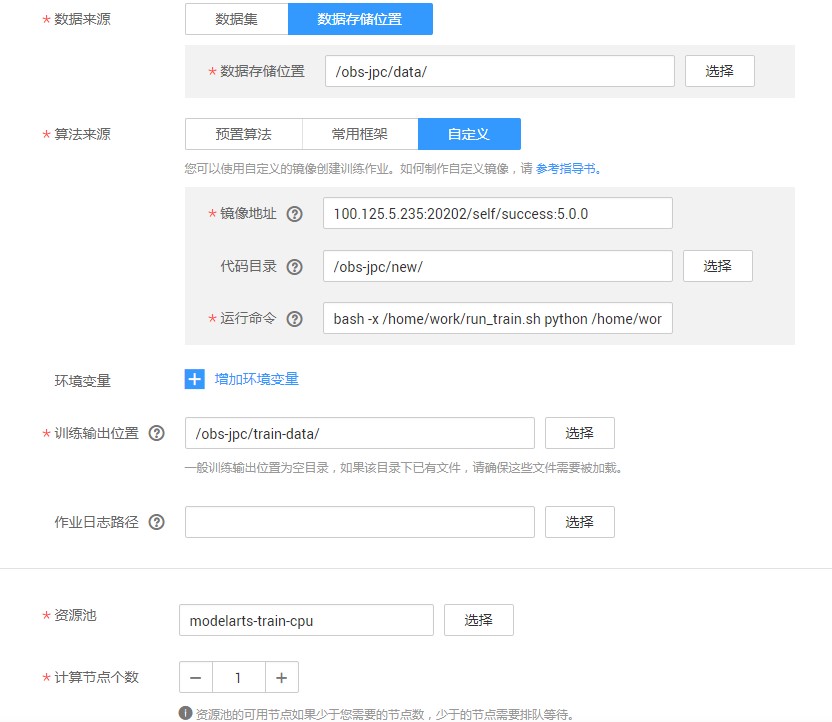 * 数据来源 数据集 数据存储位置
* 数据存储位置 /obs-jpc/data/ 选择
* 算法来源 预置算法 常用框架 自定义
您可以使用自定义的镜像创建训练作业。如何制作自定义镜像，请 参考指导书。
* 镜像地址 ? 100.125.5.235:20202/self/success:5.0.0
代码目录 ? /obs-jpc/new/ 选择
* 运行命令 ? bash -x /home/work/run_train.sh python /home/wor
环境变量 + 增加环境变量
* 训练输出位置 ? /obs-jpc/train-data/ 选择
一般训练输出位置为空目录，如果该目录下已有文件，请确保这些文件需要被加载。
作业日志路径 ? 选择
* 资源池 modelarts-train-cpu 选择
* 计算节点个数 − 1 +
资源池的可用节点如果少于您需要的节点数，少于的节点需要排队等待。